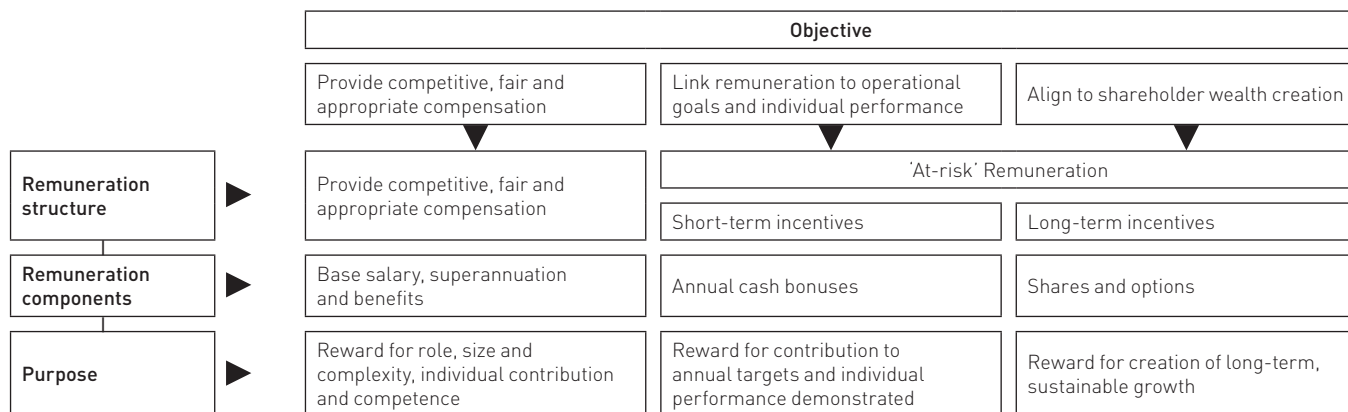 Objective
Provide competitive, fair and
appropriate compensation
Link remuneration to operational
goals and individual performance
Align to shareholder wealth creation
Remuneration
structure
Provide competitive, fair and
appropriate compensation
‘At-risk’ Remuneration
Short-term incentives
Long-term incentives
Remuneration
components
Base salary, superannuation
and benefits
Annual cash bonuses
Shares and options
Purpose
Reward for role, size and
complexity, individual contribution
and competence
Reward for contribution to
annual targets and individual
performance demonstrated
Reward for creation of long-term,
sustainable growth